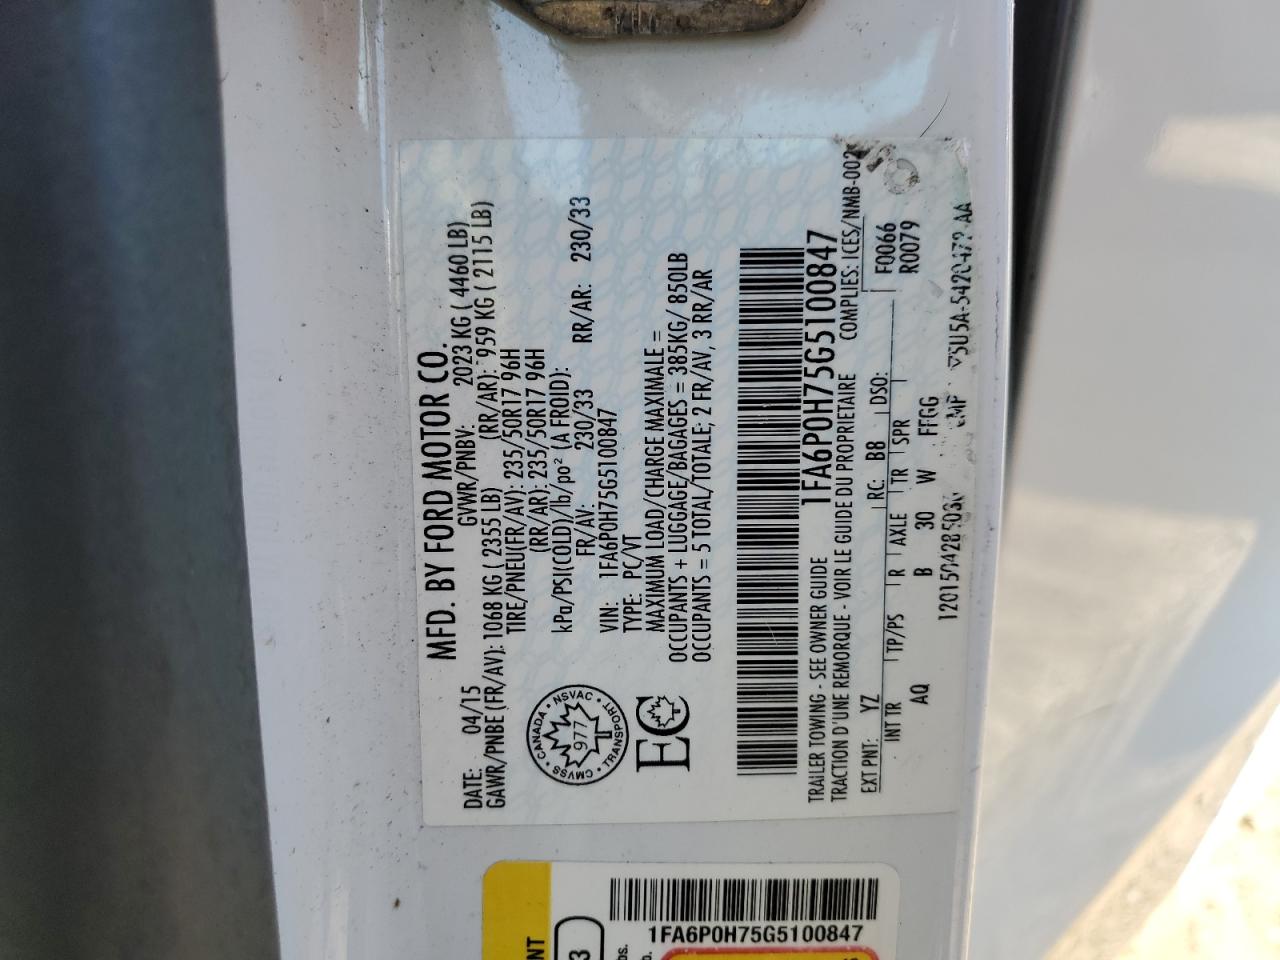 MFD. BY FORD MOTOR CO.
DATE: 04/15 GVWR/PNBV: 2023 KG ( 4460 LB)
GAWR/PNBE (FR/AV): 1068 KG ( 2355 LB) (RR/AR): 959 KG ( 2115 LB)
TIRE/PNEU(FR/AV): 235/50R17 96H
(RR/AR): 235/50R17 96H
kPa/PSI(COLD)/lb/po² (A FROID):
FR/AV: 230/33 RR/AR: 230/33
VIN: 1FA6P0H75G5100847
TYPE: PC/VT
MAXIMUM LOAD/CHARGE MAXIMALE =
OCCUPANTS + LUGGAGE/BAGAGES = 385KG/ 850LB
OCCUPANTS = 5 TOTAL/TOTALE; 2 FR/AV, 3 RR/AR
CANADA • NSVAC • TRANSPORT • CMVSS •
977
EC
1FA6P0H75G5100847
TRAILER TOWING - SEE OWNER GUIDE
TRACTION D'UNE REMORQUE - VOIR LE GUIDE DU PROPRIETAIRE COMPLIES: ICES/NMB-002
EXT PNT: YZ RC: B8 DSO: F0066
R0079
INT TR TP/PS R AXLE TR SPR
AQ B 30 W FFGG
1FA6P0H75G5100847
NT
3